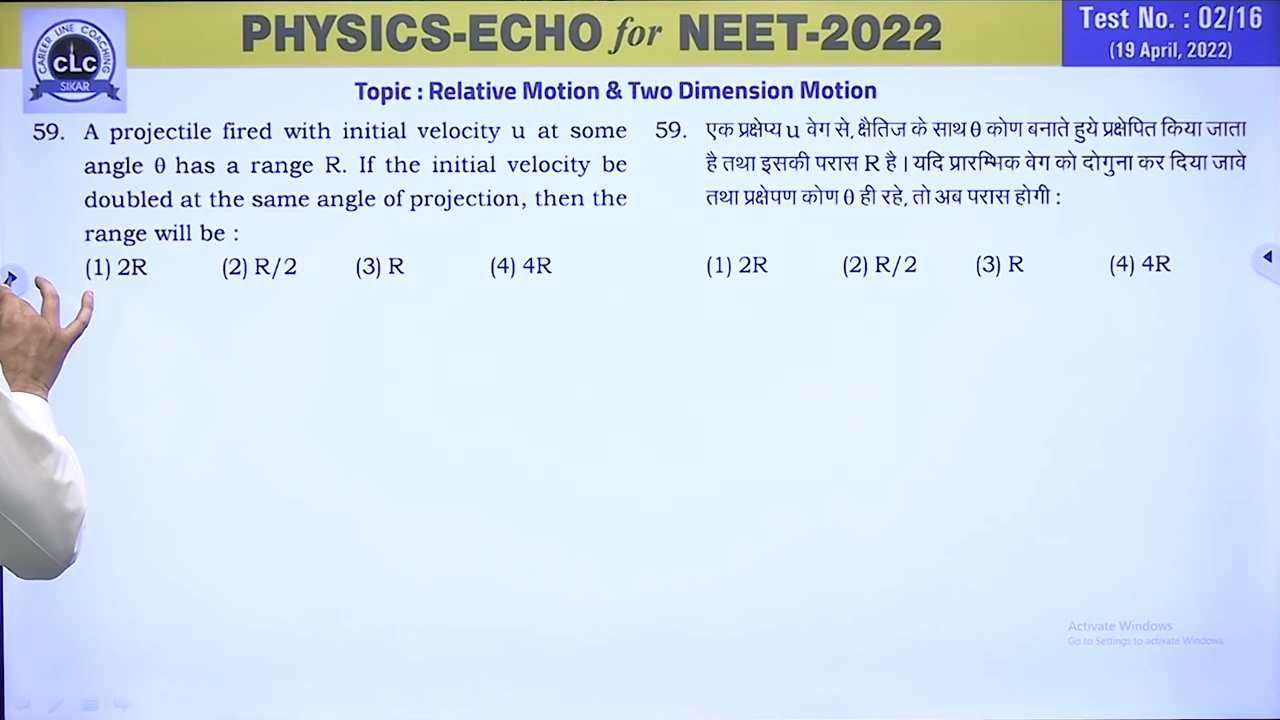 PHYSICS-ECHO for NEET-2022
Test No. : 02/16
(19 April, 2022)
CAREER LINE COACHING
CLC
SIKAR
Topic : Relative Motion & Two Dimension Motion
59. A projectile fired with initial velocity u at some
angle θ has a range R. If the initial velocity be
doubled at the same angle of projection, then the
range will be :
(1) 2R (2) R/2 (3) R (4) 4R
59. एक प्रक्षेप्य u वेग से, क्षैतिज के साथ θ कोण बनाते हुये प्रक्षेपित किया जाता
है तथा इसकी परास R है। यदि प्रारम्भिक वेग को दोगुना कर दिया जावे
तथा प्रक्षेपण कोण θ ही रहे, तो अब परास होगी :
(1) 2R (2) R/2 (3) R (4) 4R
Activate Windows
Go to Settings to activate Windows.